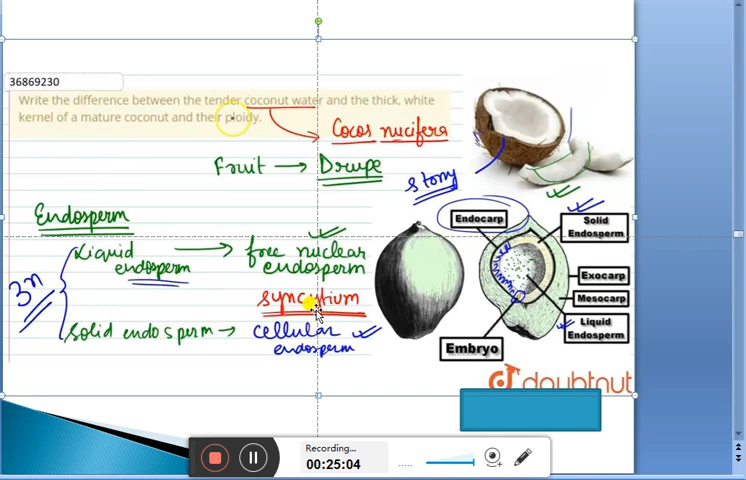 36869230
Write the difference between the tender coconut water and the thick, white
kernel of a mature coconut and their ploidy.
Cocos nucifera
Fruit → Drupe
stony
Endosperm
Liquid endosperm → free nuclear endosperm
3n
syncytium
Solid endosperm → cellular endosperm
Endocarp
Solid
Endosperm
Exocarp
Mesocarp
Liquid
Endosperm
Embryo
doubtnut
Recording...
00:25:04